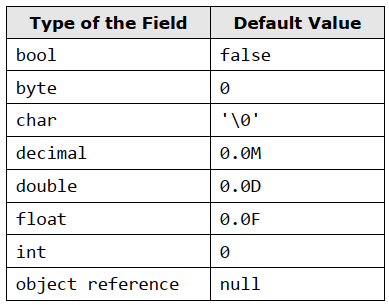 Type of the Field Default Value
bool false
byte 0
char '\0'
decimal 0.0M
double 0.0D
float 0.0F
int 0
object reference null